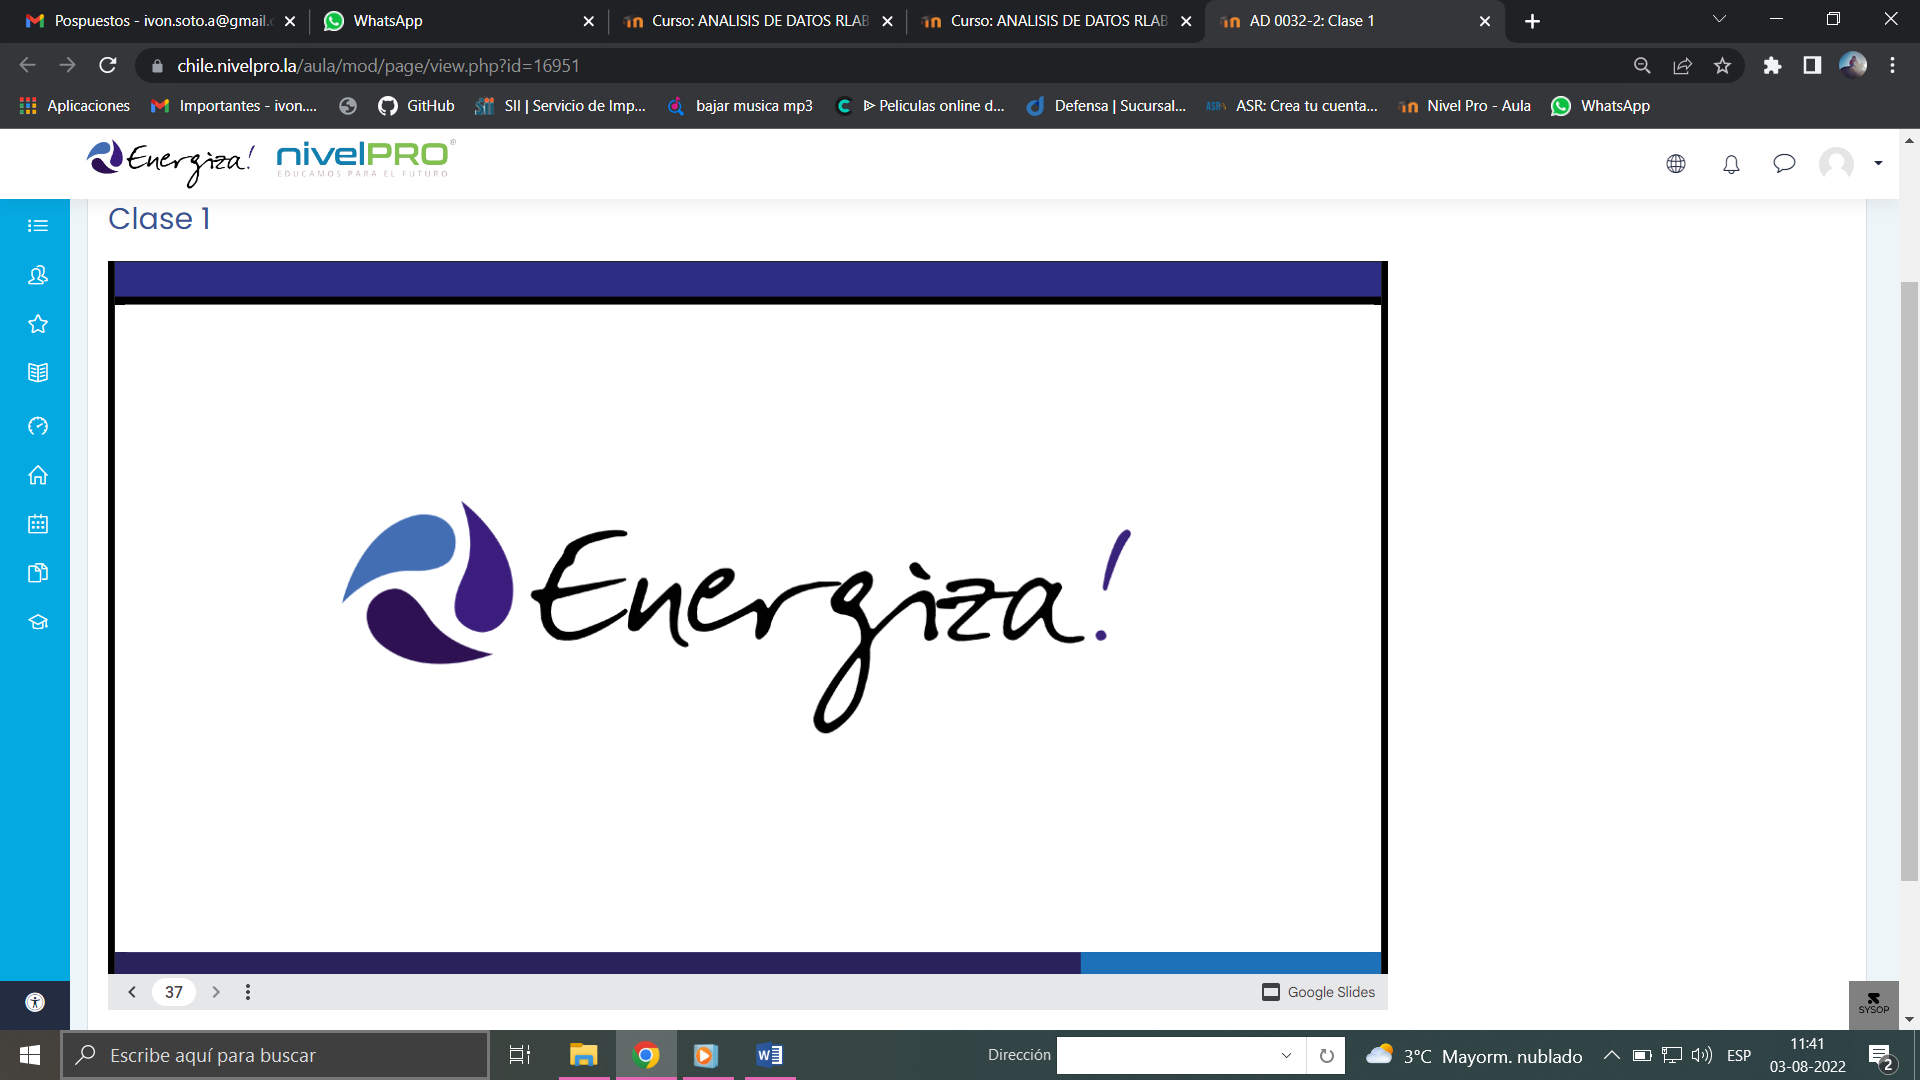 Pospuestos - ivon.soto.a@gmail.c
WhatsApp
Curso: ANALISIS DE DATOS RLAB
Curso: ANALISIS DE DATOS RLAB
AD 0032-2: Clase 1
chile.nivelpro.la/aula/mod/page/view.php?id=16951
Aplicaciones
Importantes - ivon....
GitHub
SII | Servicio de Imp...
bajar musica mp3
Peliculas online d...
Defensa | Sucursal...
ASR: Crea tu cuenta...
Nivel Pro - Aula
WhatsApp
Energiza!
nivelPRO®
EDUCAMOS PARA EL FUTURO
Clase 1
Energiza!
37
Google Slides
SYSOP
Escribe aquí para buscar
Dirección
3°C Mayorm. nublado
ESP
11:41
03-08-2022
2